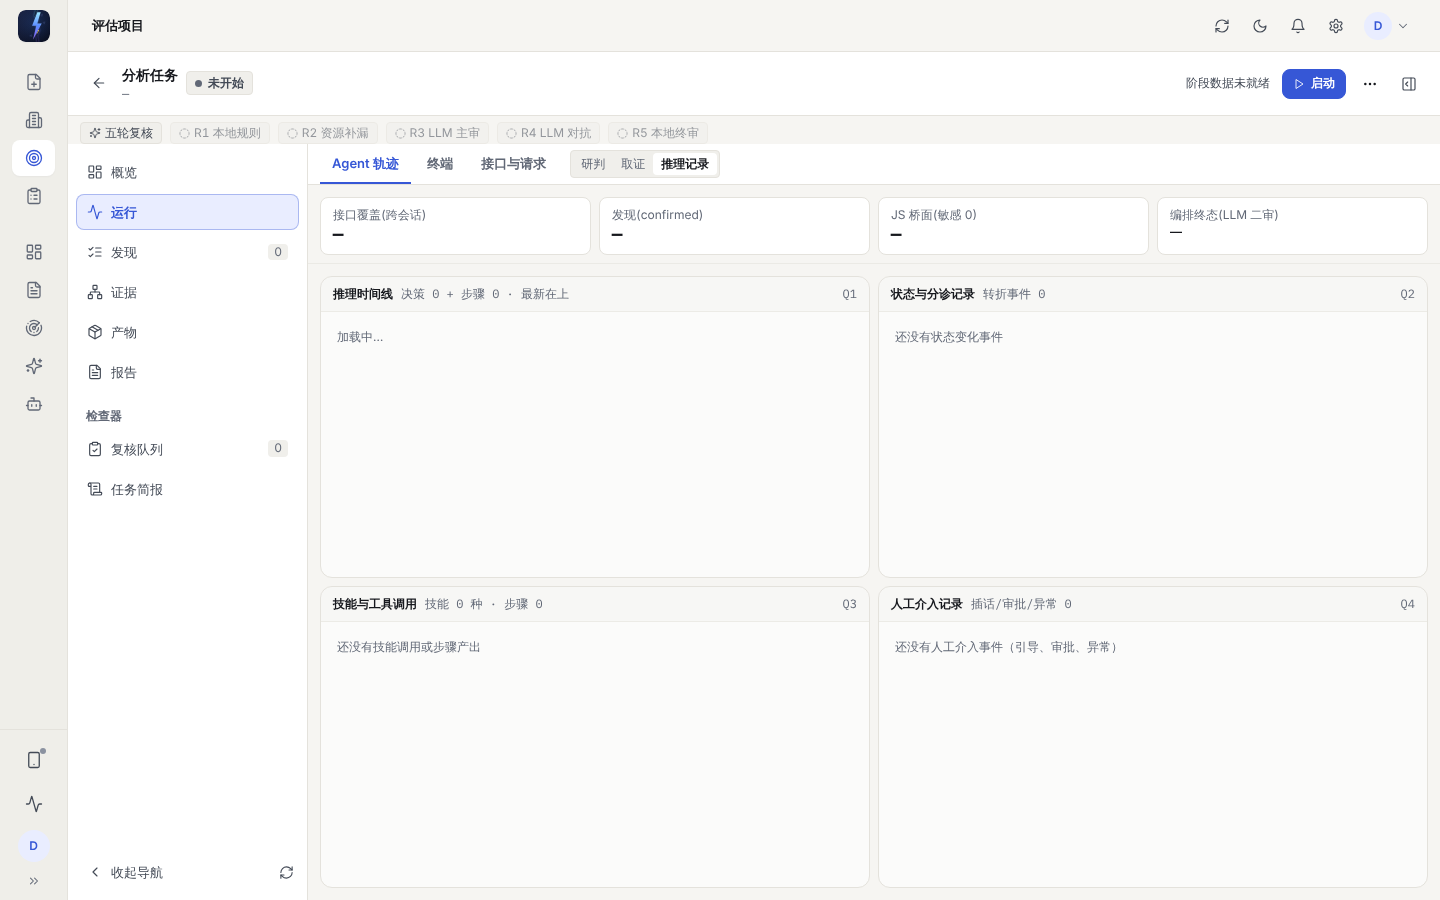 评估项目
D
分析任务
—
未开始
阶段数据未就绪
启动
五轮复核
R1 本地规则
R2 资源补漏
R3 LLM 主审
R4 LLM 对抗
R5 本地终审
概览
运行
发现
0
证据
产物
报告
检查器
复核队列
0
任务简报
收起导航
D
Agent 轨迹
终端
接口与请求
研判
取证
推理记录
接口覆盖(跨会话)
—
发现(confirmed)
—
JS 桥面(敏感 0)
—
编排终态(LLM 二审)
—
推理时间线 决策 0 + 步骤 0 · 最新在上
Q1
加载中...
状态与分诊记录 转折事件 0
Q2
还没有状态变化事件
技能与工具调用 技能 0 种 · 步骤 0
Q3
还没有技能调用或步骤产出
人工介入记录 插话/审批/异常 0
Q4
还没有人工介入事件（引导、审批、异常）